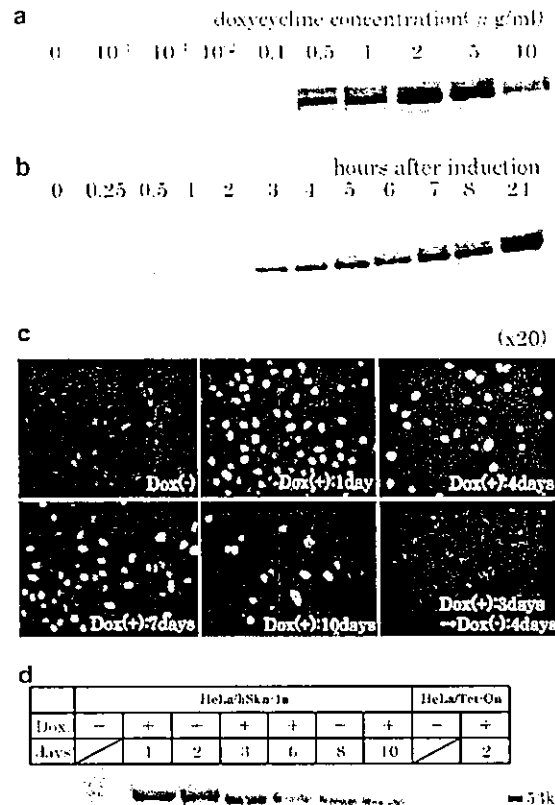 a
doxycycline concentration( μ g/ml)
0 0.1 0.5 1 2 5 10
b
hours after induction
0 0.25 0.5 1 2 3 4 5 6 7 8 24
c
(x20)
Dox(-)
Dox(+):1day
Dox(+):4days
Dox(+):7days
Dox(+):10days
Dox(+):3days
→Dox(-):4days
d
HeLa/hSkn-1a HeLa/Tet-On
Dox. - + - + + - + - +
days 1 2 3 6 8 10 2